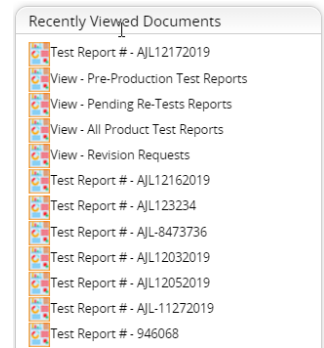 Recently Viewed Documents
Test Report # - AJL12172019
View - Pre-Production Test Reports
View - Pending Re-Tests Reports
View - All Product Test Reports
View - Revision Requests
Test Report # - AJL12162019
Test Report # - AJL123234
Test Report # - AJL-8473736
Test Report # - AJL12032019
Test Report # - AJL12052019
Test Report # - AJL-11272019
Test Report # - 946068